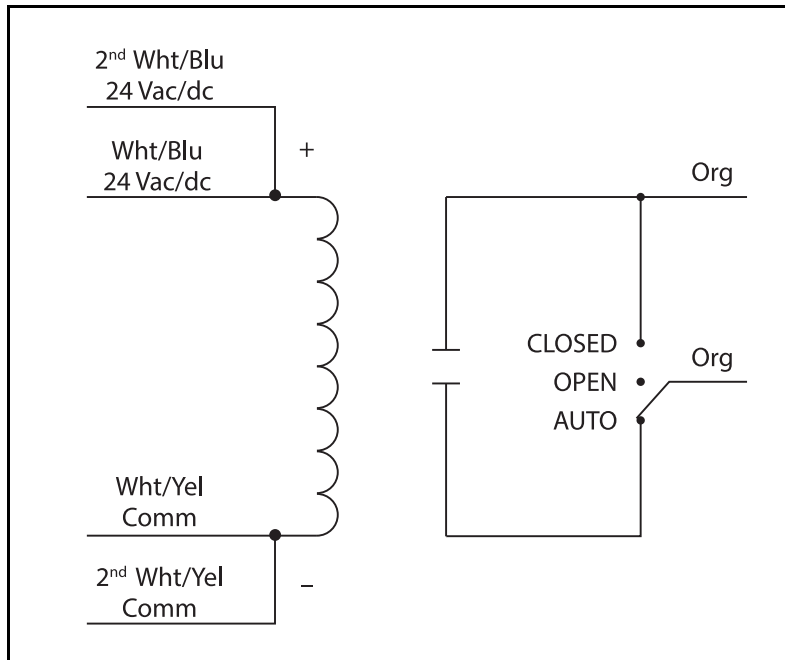 2nd Wht/Blu
24 Vac/dc
Wht/Blu
24 Vac/dc
+
Org
CLOSED
OPEN
AUTO
Org
Wht/Yel
Comm
2nd Wht/Yel
Comm
–